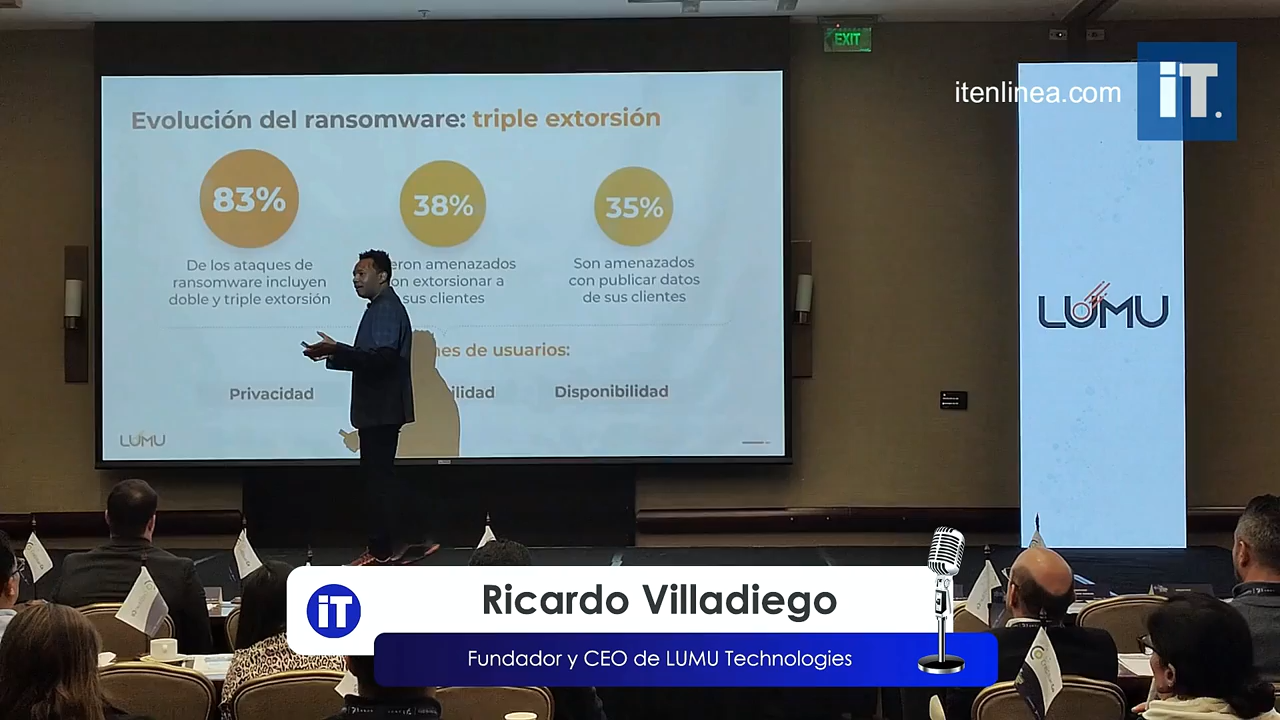 EXIT
itenlinea.com
iT.
Evolución del ransomware: triple extorsión
83%
38%
35%
De los ataques de
ransomware incluyen
doble y triple extorsión
amenazados
extorsionar a
sus clientes
Son amenazados
con publicar datos
de sus clientes
de usuarios:
Privacidad
Disponibilidad
LUMU
LUMU
iT
Ricardo Villadiego
Fundador y CEO de LUMU Technologies